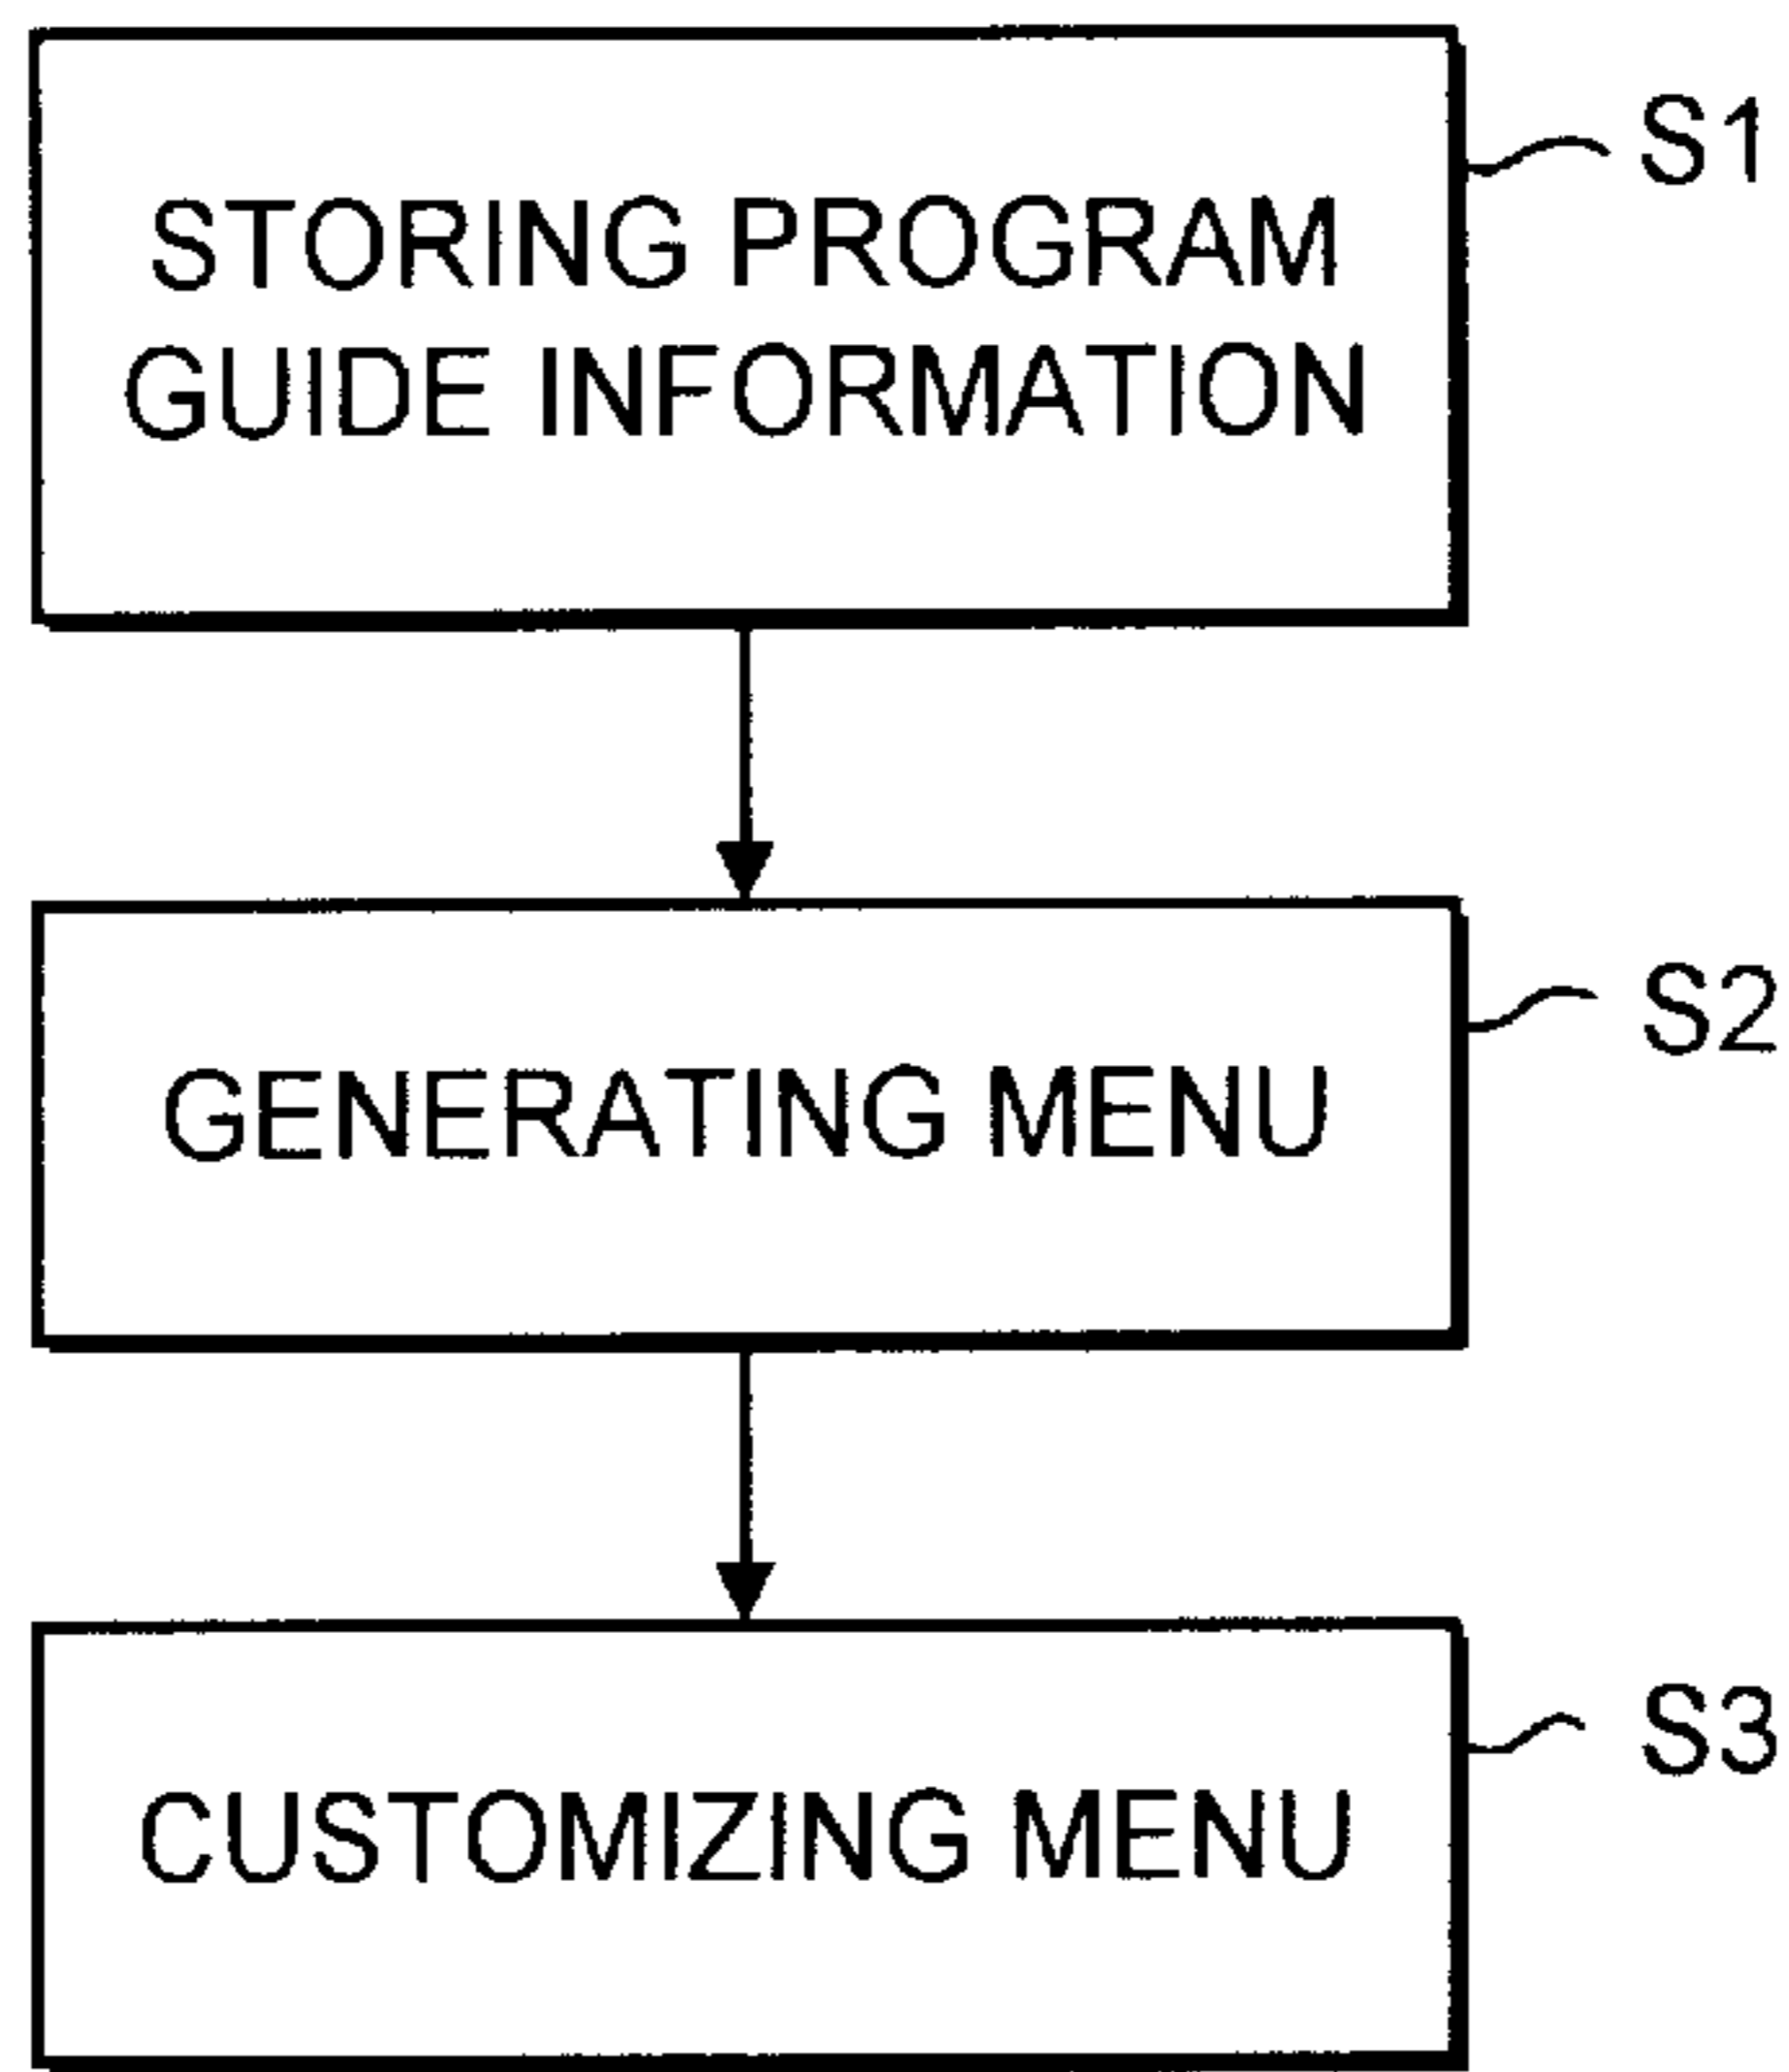 S1
STORING PROGRAM
GUIDE INFORMATION
S2
GENERATING MENU
S3
CUSTOMIZING MENU